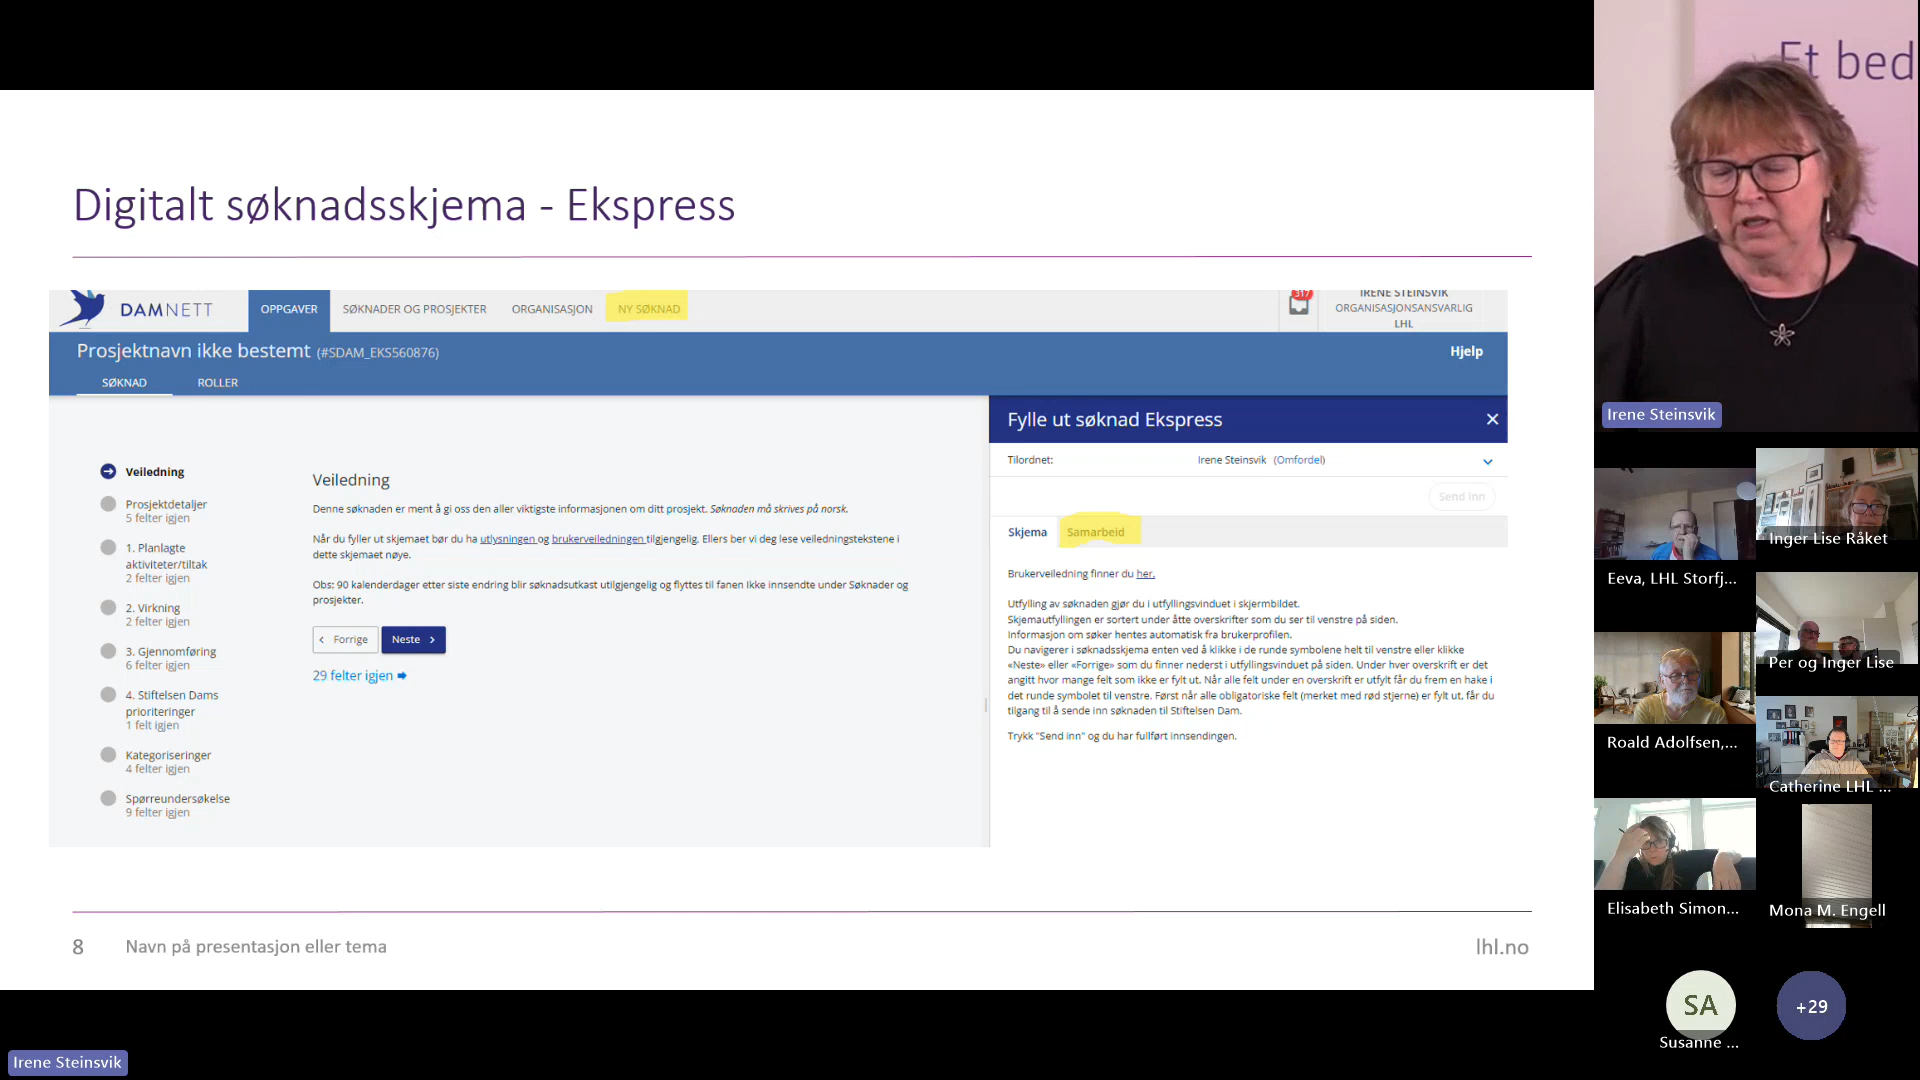 Digitalt søknadsskjema - Ekspress
DAMNETT
OPPGAVER
SØKNADER OG PROSJEKTER
ORGANISASJON
NY SØKNAD
317
IRENE STEINSVIK
ORGANISASJONSANSVARLIG
LHL
Prosjektnavn ikke bestemt (#SDAM_EKS560876)
Hjelp
SØKNAD
ROLLER
Veiledning
Prosjektdetaljer
5 felter igjen
1. Planlagte
aktiviteter/tiltak
2 felter igjen
2. Virkning
2 felter igjen
3. Gjennomføring
6 felter igjen
4. Stiftelsen Dams
prioriteringer
1 felt igjen
Kategoriseringer
4 felter igjen
Spørreundersøkelse
9 felter igjen
Veiledning
Denne søknaden er ment å gi oss den aller viktigste informasjonen om ditt prosjekt. Søknaden må skrives på norsk.
Når du fyller ut skjemaet bør du ha utlysningen og brukerveiledningen tilgjengelig. Ellers ber vi deg lese veiledningstekstene i
dette skjemaet nøye.
Obs: 90 kalenderdager etter siste endring blir søknadsutkast utilgjengelig og flyttes til fanen Ikke innsendte under Søknader og
prosjekter.
Forrige
Neste
29 felter igjen
Fylle ut søknad Ekspress
Tilordnet:
Irene Steinsvik (Omfordel)
Send inn
Skjema
Samarbeid
Brukerveiledning finner du her.
Utfylling av søknaden gjør du i utfyllingsvinduet i skjermbildet.
Skjemautfyllingen er sortert under åtte overskrifter som du ser til venstre på siden.
Informasjon om søker hentes automatisk fra brukerprofilen.
Du navigerer i søknadsskjema enten ved å klikke i de runde symbolene helt til venstre eller klikke
«Neste» eller «Forrige» som du finner nederst i utfyllingsvinduet på siden. Under hver overskrift er det
angitt hvor mange felt som ikke er fylt ut. Når alle felt under en overskrift er utfylt får du frem en hake i
det runde symbolet til venstre. Først når alle obligatoriske felt (merket med rød stjerne) er fylt ut, får du
tilgang til å sende inn søknaden til Stiftelsen Dam.
Trykk "Send inn" og du har fullført innsendingen.
8
Navn på presentasjon eller tema
lhl.no
Irene Steinsvik
Et bed
Irene Steinsvik
Eeva, LHL Storfj...
Inger Lise Råket
Per og Inger Lise
Roald Adolfsen,...
Catherine LHL ...
Elisabeth Simon...
Mona M. Engell
SA
Susanne ...
+29